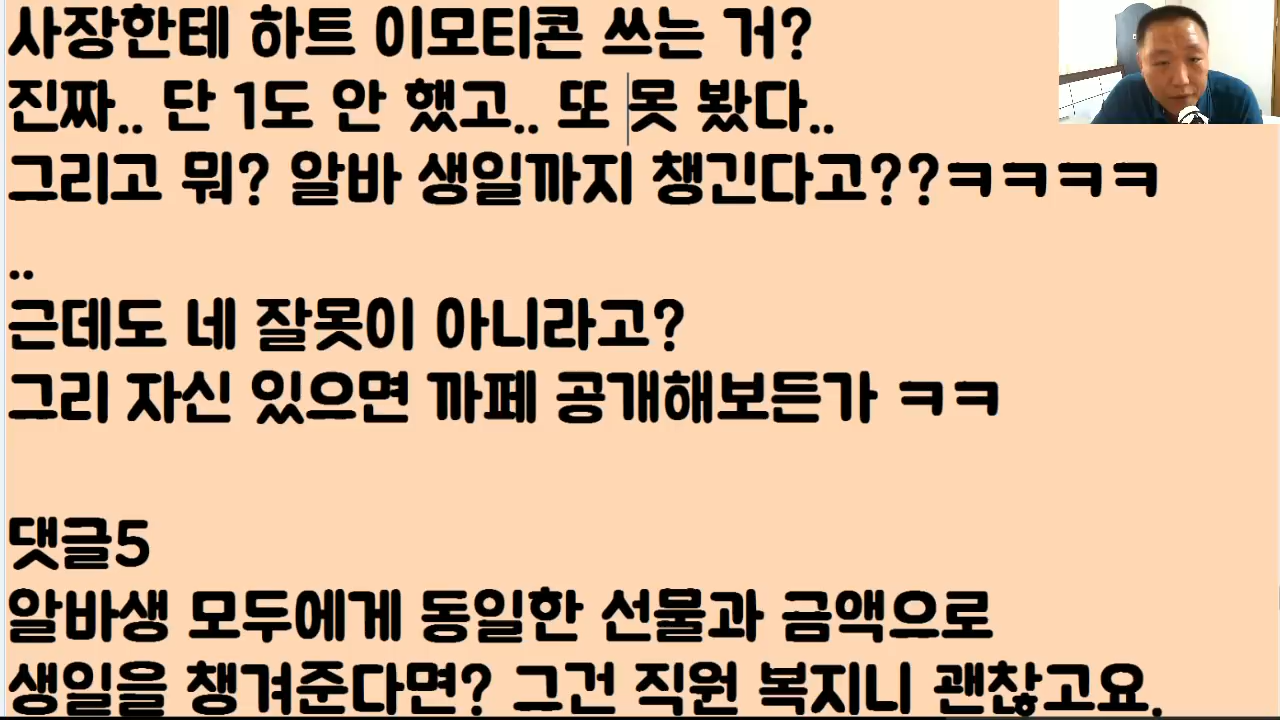 사장한테 하트 이모티콘 쓰는 거?
진짜.. 단 1도 안 했고.. 또 못 봤다..
그리고 뭐? 알바 생일까지 챙긴다고??ㅋㅋㅋㅋ
..
근데도 네 잘못이 아니라고?
그리 자신 있으면 까페 공개해보든가 ㅋㅋ
댓글5
알바생 모두에게 동일한 선물과 금액으로
생일을 챙겨준다면? 그건 직원 복지니 괜찮고요.